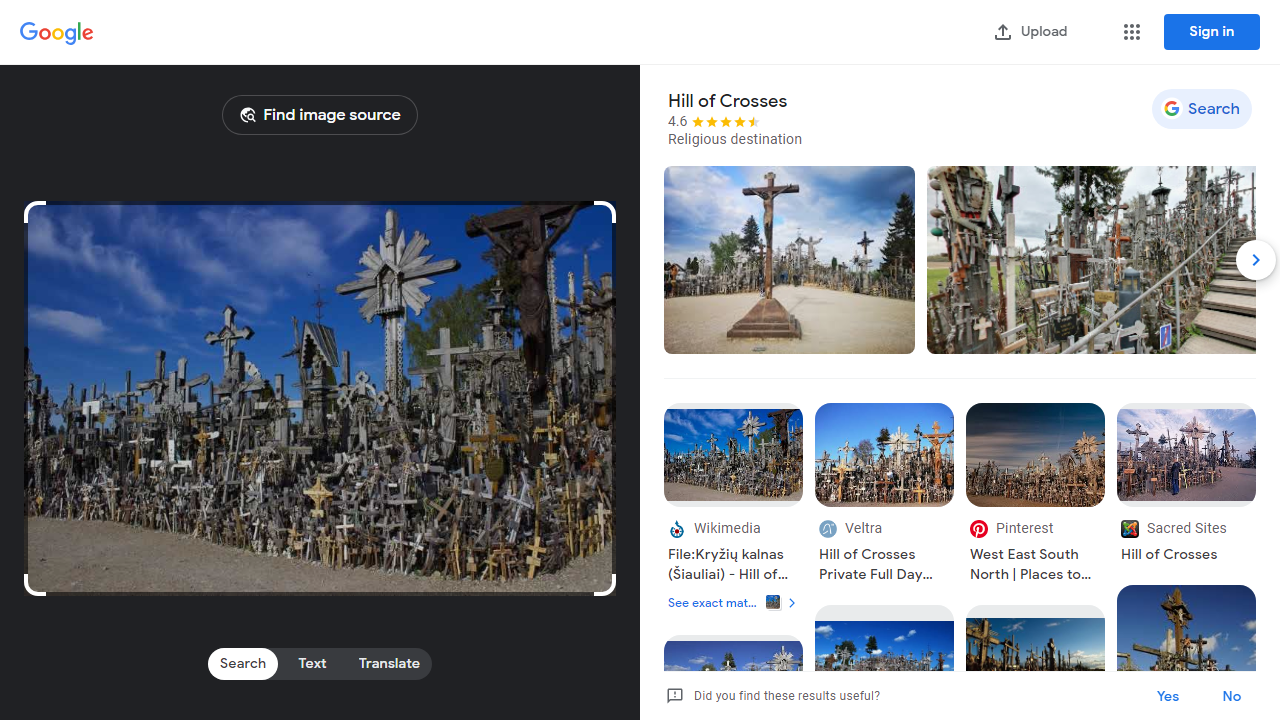 Google
Upload
Sign in
Find image source
Hill of Crosses
4.6
Religious destination
Search
Wikimedia
File:Kryžių kalnas
(Šiauliai) - Hill of...
See exact mat...
Veltra
Hill of Crosses
Private Full Day...
Pinterest
West East South
North | Places to...
Sacred Sites
Hill of Crosses
Search
Text
Translate
Did you find these results useful?
Yes
No